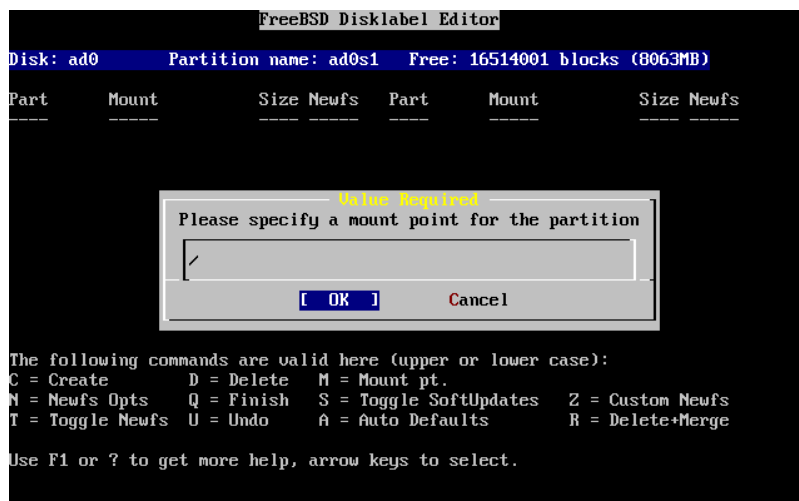 FreeBSD Disklabel Editor
Disk: ad0 Partition name: ad0s1 Free: 16514001 blocks (8063MB)
Part Mount Size Newfs Part Mount Size Newfs
---- ----- ---- ----- ---- ----- ---- -----
Value Required
Please specify a mount point for the partition
/
[ OK ] Cancel
The following commands are valid here (upper or lower case):
C = Create D = Delete M = Mount pt.
N = Newfs Opts Q = Finish S = Toggle SoftUpdates Z = Custom Newfs
T = Toggle Newfs U = Undo A = Auto Defaults R = Delete+Merge
Use F1 or ? to get more help, arrow keys to select.